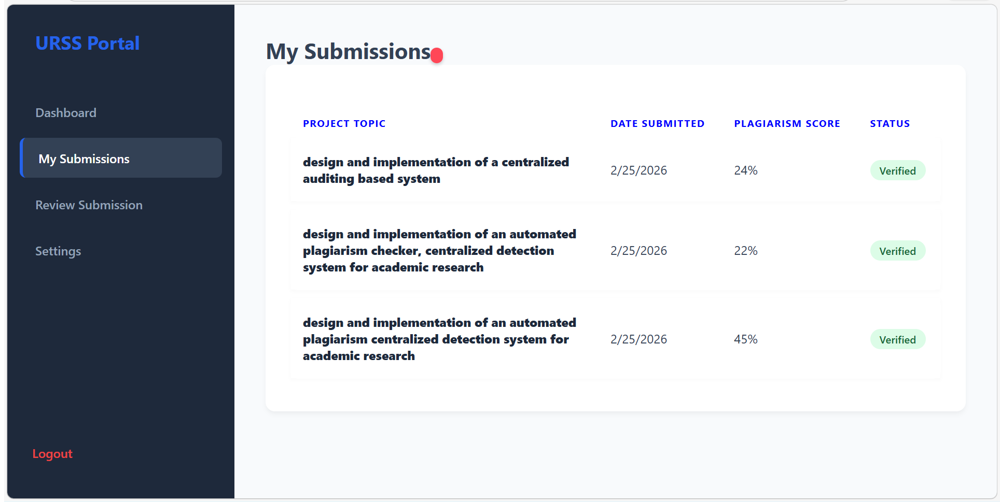 URSS Portal
Dashboard
My Submissions
Review Submission
Settings
Logout
My Submissions
PROJECT TOPIC DATE SUBMITTED PLAGIARISM SCORE STATUS
design and implementation of a centralized
auditing based system
2/25/2026 24% Verified
design and implementation of an automated
plagiarism checker, centralized detection
system for academic research
2/25/2026 22% Verified
design and implementation of an automated
plagiarism centralized detection system for
academic research
2/25/2026 45% Verified